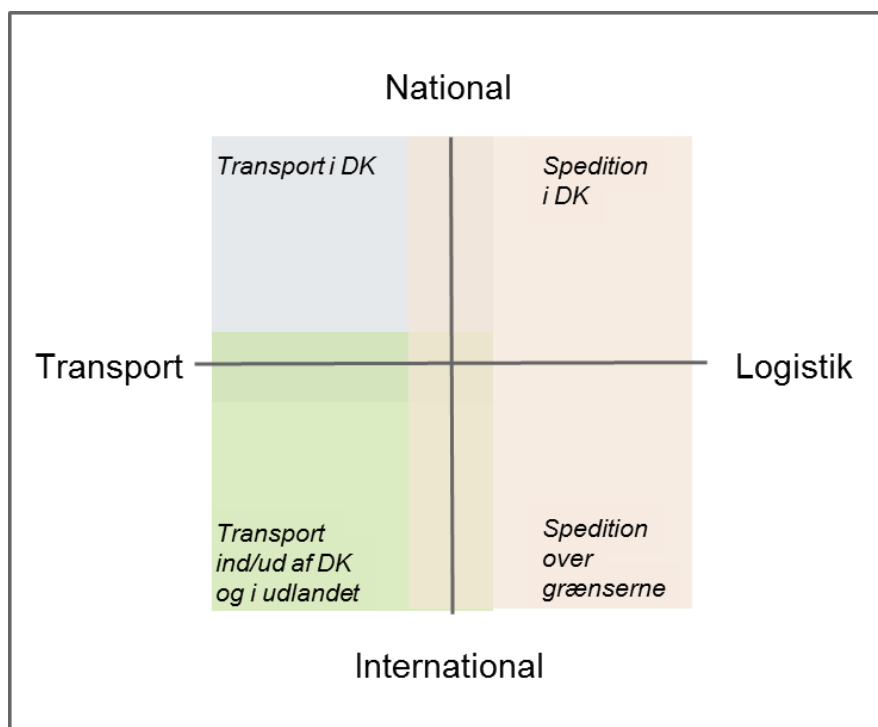 National
Transport i DK
Spedition
i DK
Transport
Logistik
Transport
ind/ud af DK
og i udlandet
Spedition
over
grænserne
International